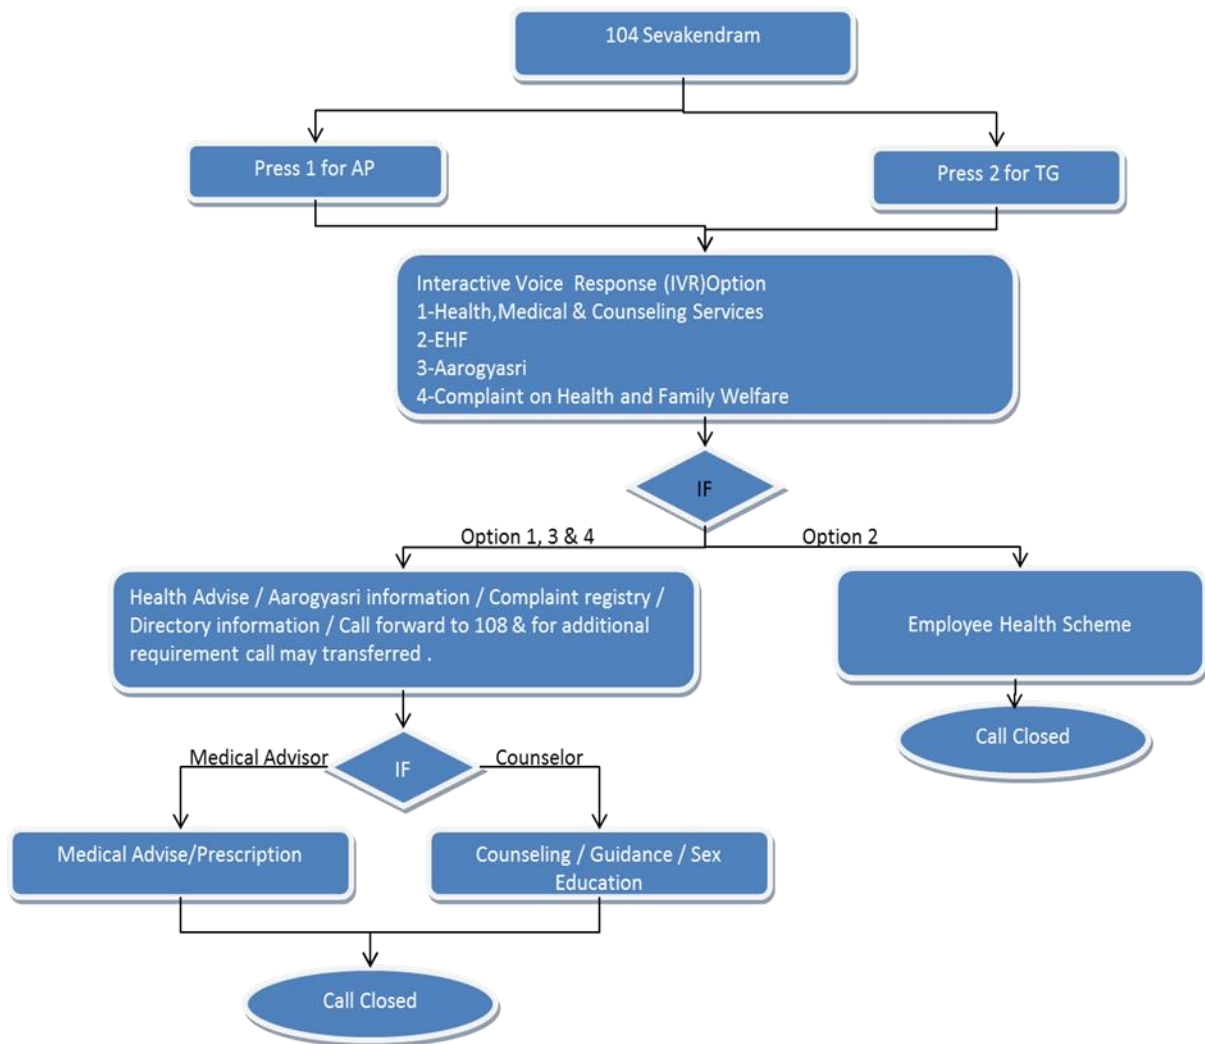 104 Sevakendram
Press 1 for AP
Press 2 for TG
Interactive Voice Response (IVR)Option
1-Health,Medical & Counseling Services
2-EHF
3-Aarogyasri
4-Complaint on Health and Family Welfare
IF
Option 1, 3 & 4
Option 2
Health Advise / Aarogyasri information / Complaint registry /
Directory information / Call forward to 108 & for additional
requirement call may transferred .
Employee Health Scheme
Call Closed
Medical Advisor
IF
Counselor
Medical Advise/Prescription
Counseling / Guidance / Sex
Education
Call Closed